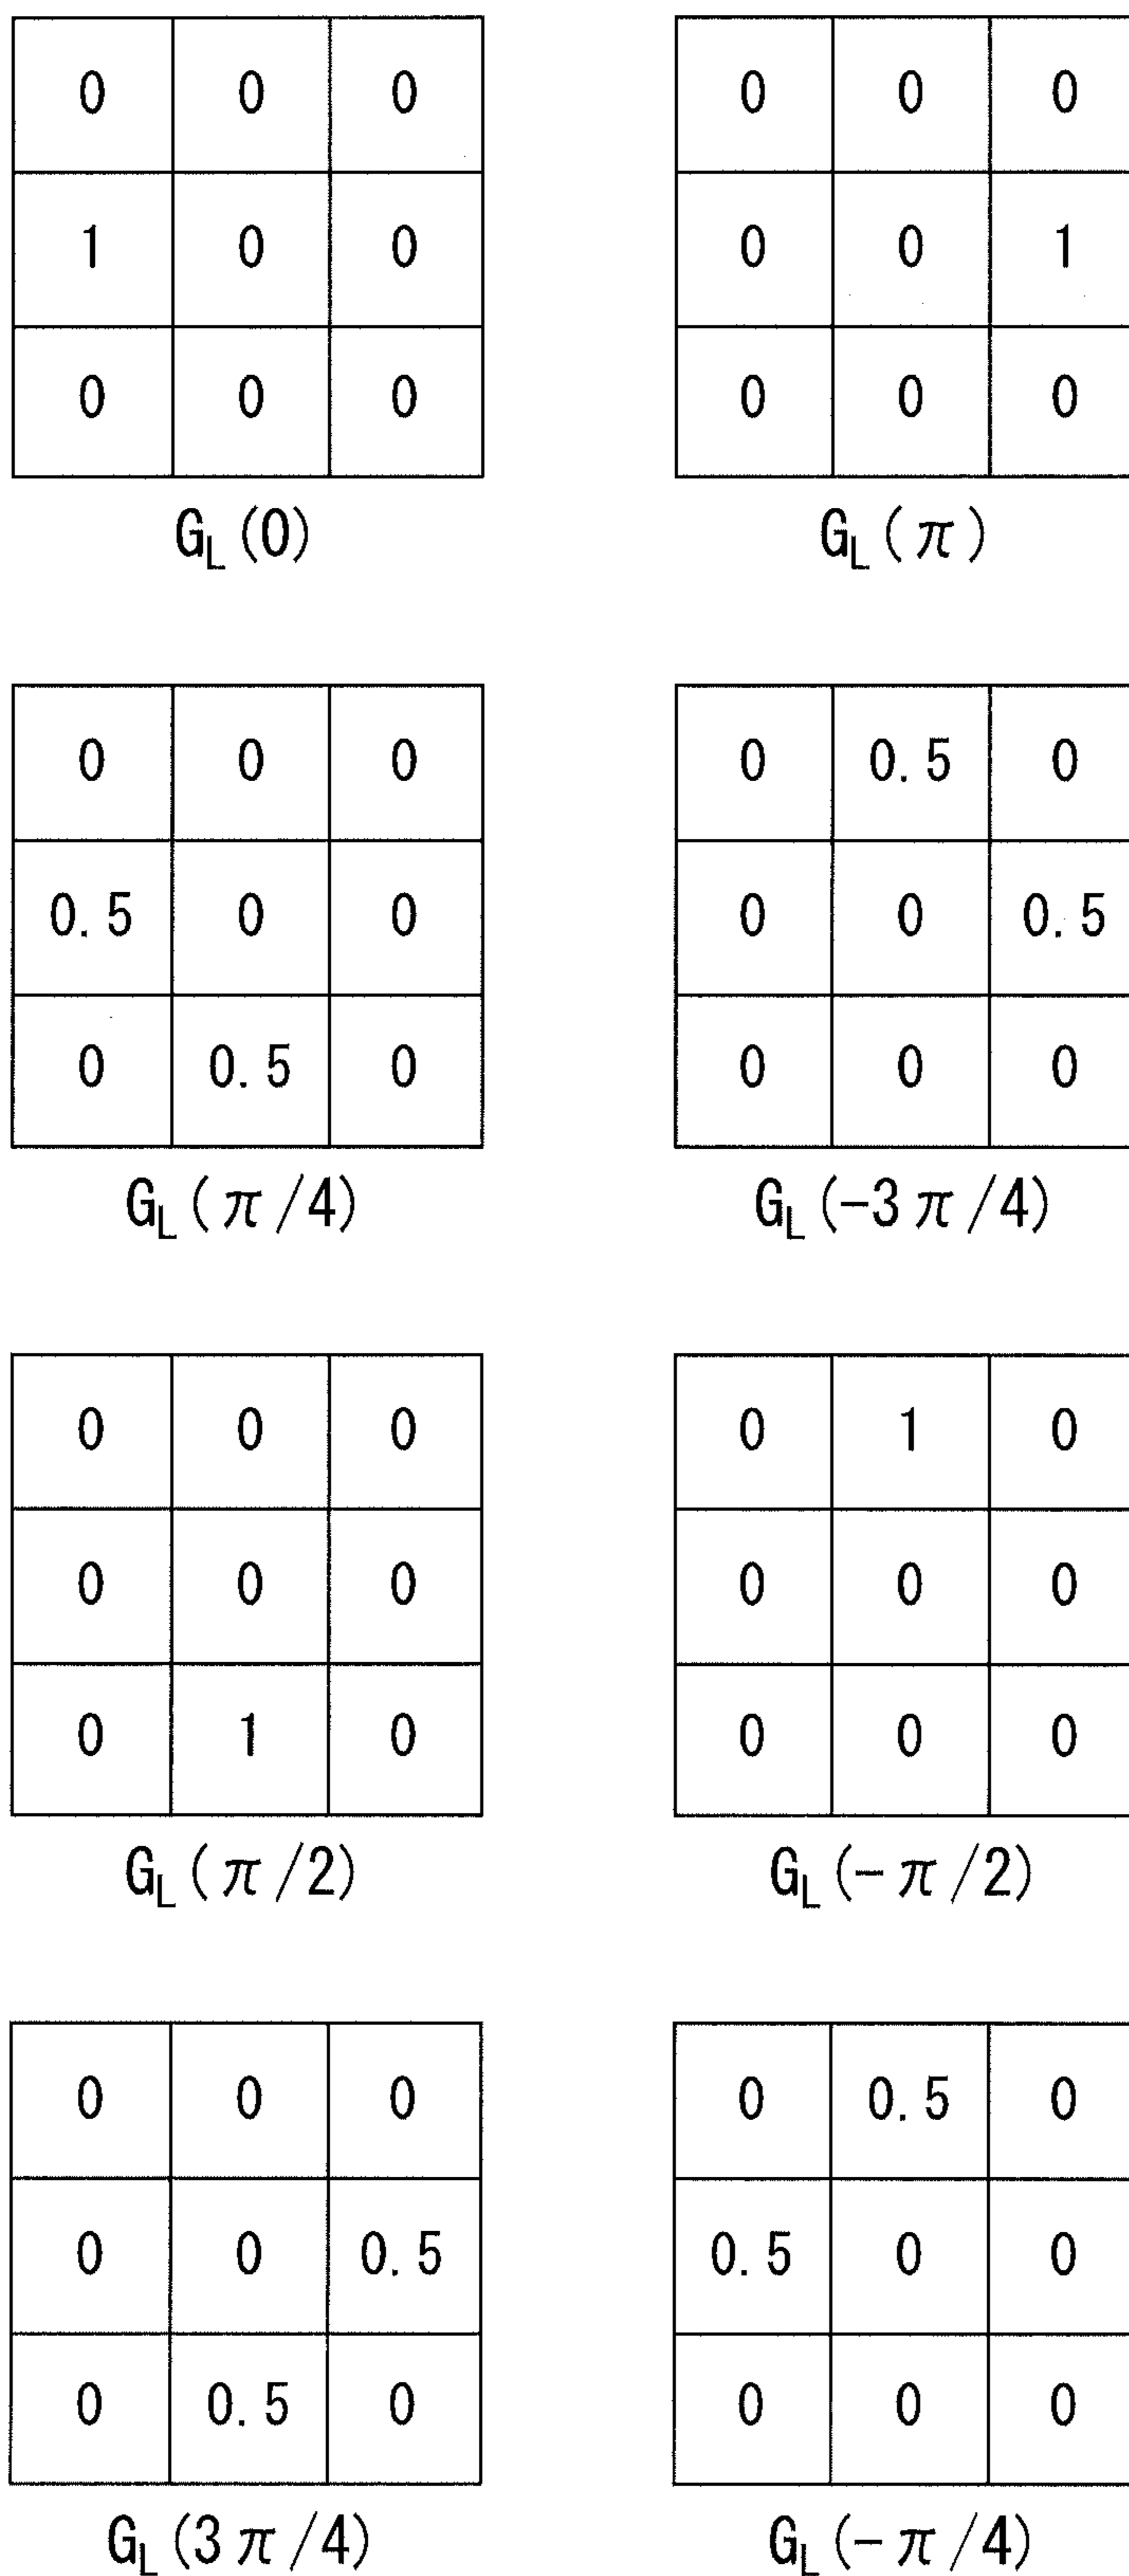 0 0 0 0 0 0
1 0 0 0 0 1
0 0 0 0 0 0
G_L(0) G_L(π)
0 0 0 0 0.5 0
0.5 0 0 0 0 0.5
0 0.5 0 0 0 0
G_L(π/4) G_L(-3π/4)
0 0 0 0 1 0
0 0 0 0 0 0
0 1 0 0 0 0
G_L(π/2) G_L(-π/2)
0 0 0 0 0.5 0
0 0 0.5 0.5 0 0
0 0.5 0 0 0 0
G_L(3π/4) G_L(-π/4)